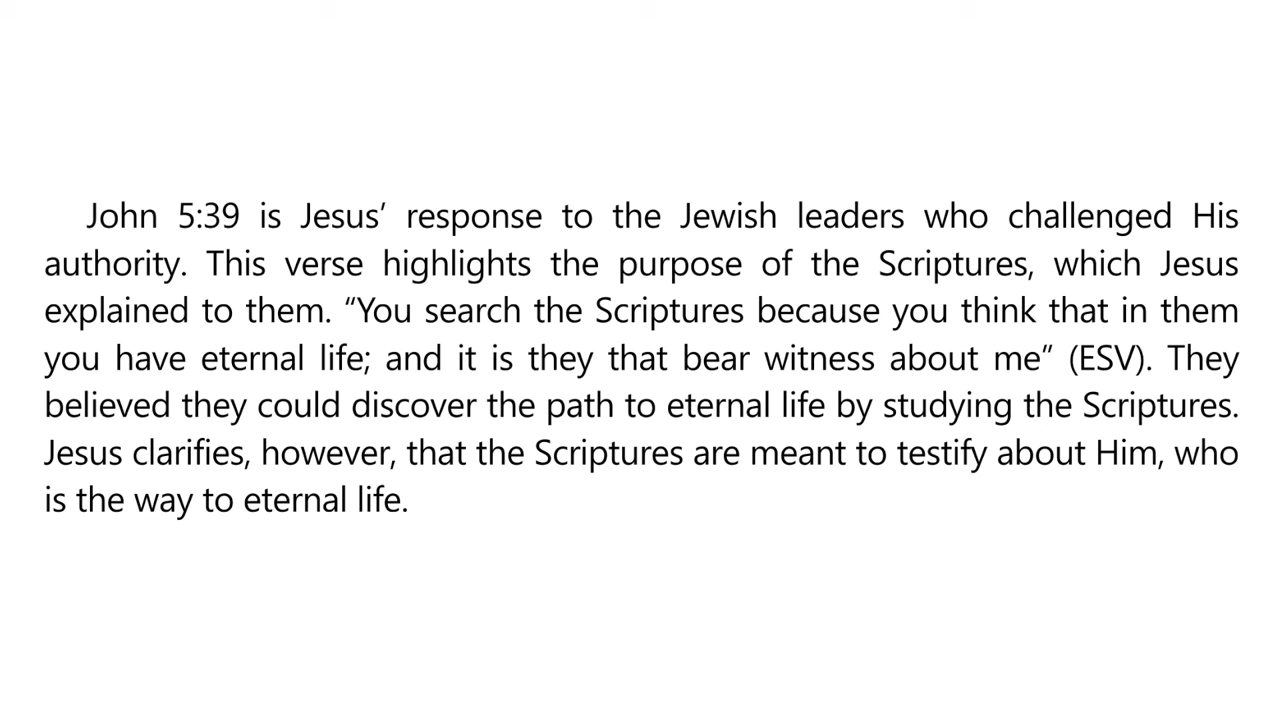 John 5:39 is Jesus’ response to the Jewish leaders who challenged His
authority. This verse highlights the purpose of the Scriptures, which Jesus
explained to them. “You search the Scriptures because you think that in them
you have eternal life; and it is they that bear witness about me” (ESV). They
believed they could discover the path to eternal life by studying the Scriptures.
Jesus clarifies, however, that the Scriptures are meant to testify about Him, who
is the way to eternal life.